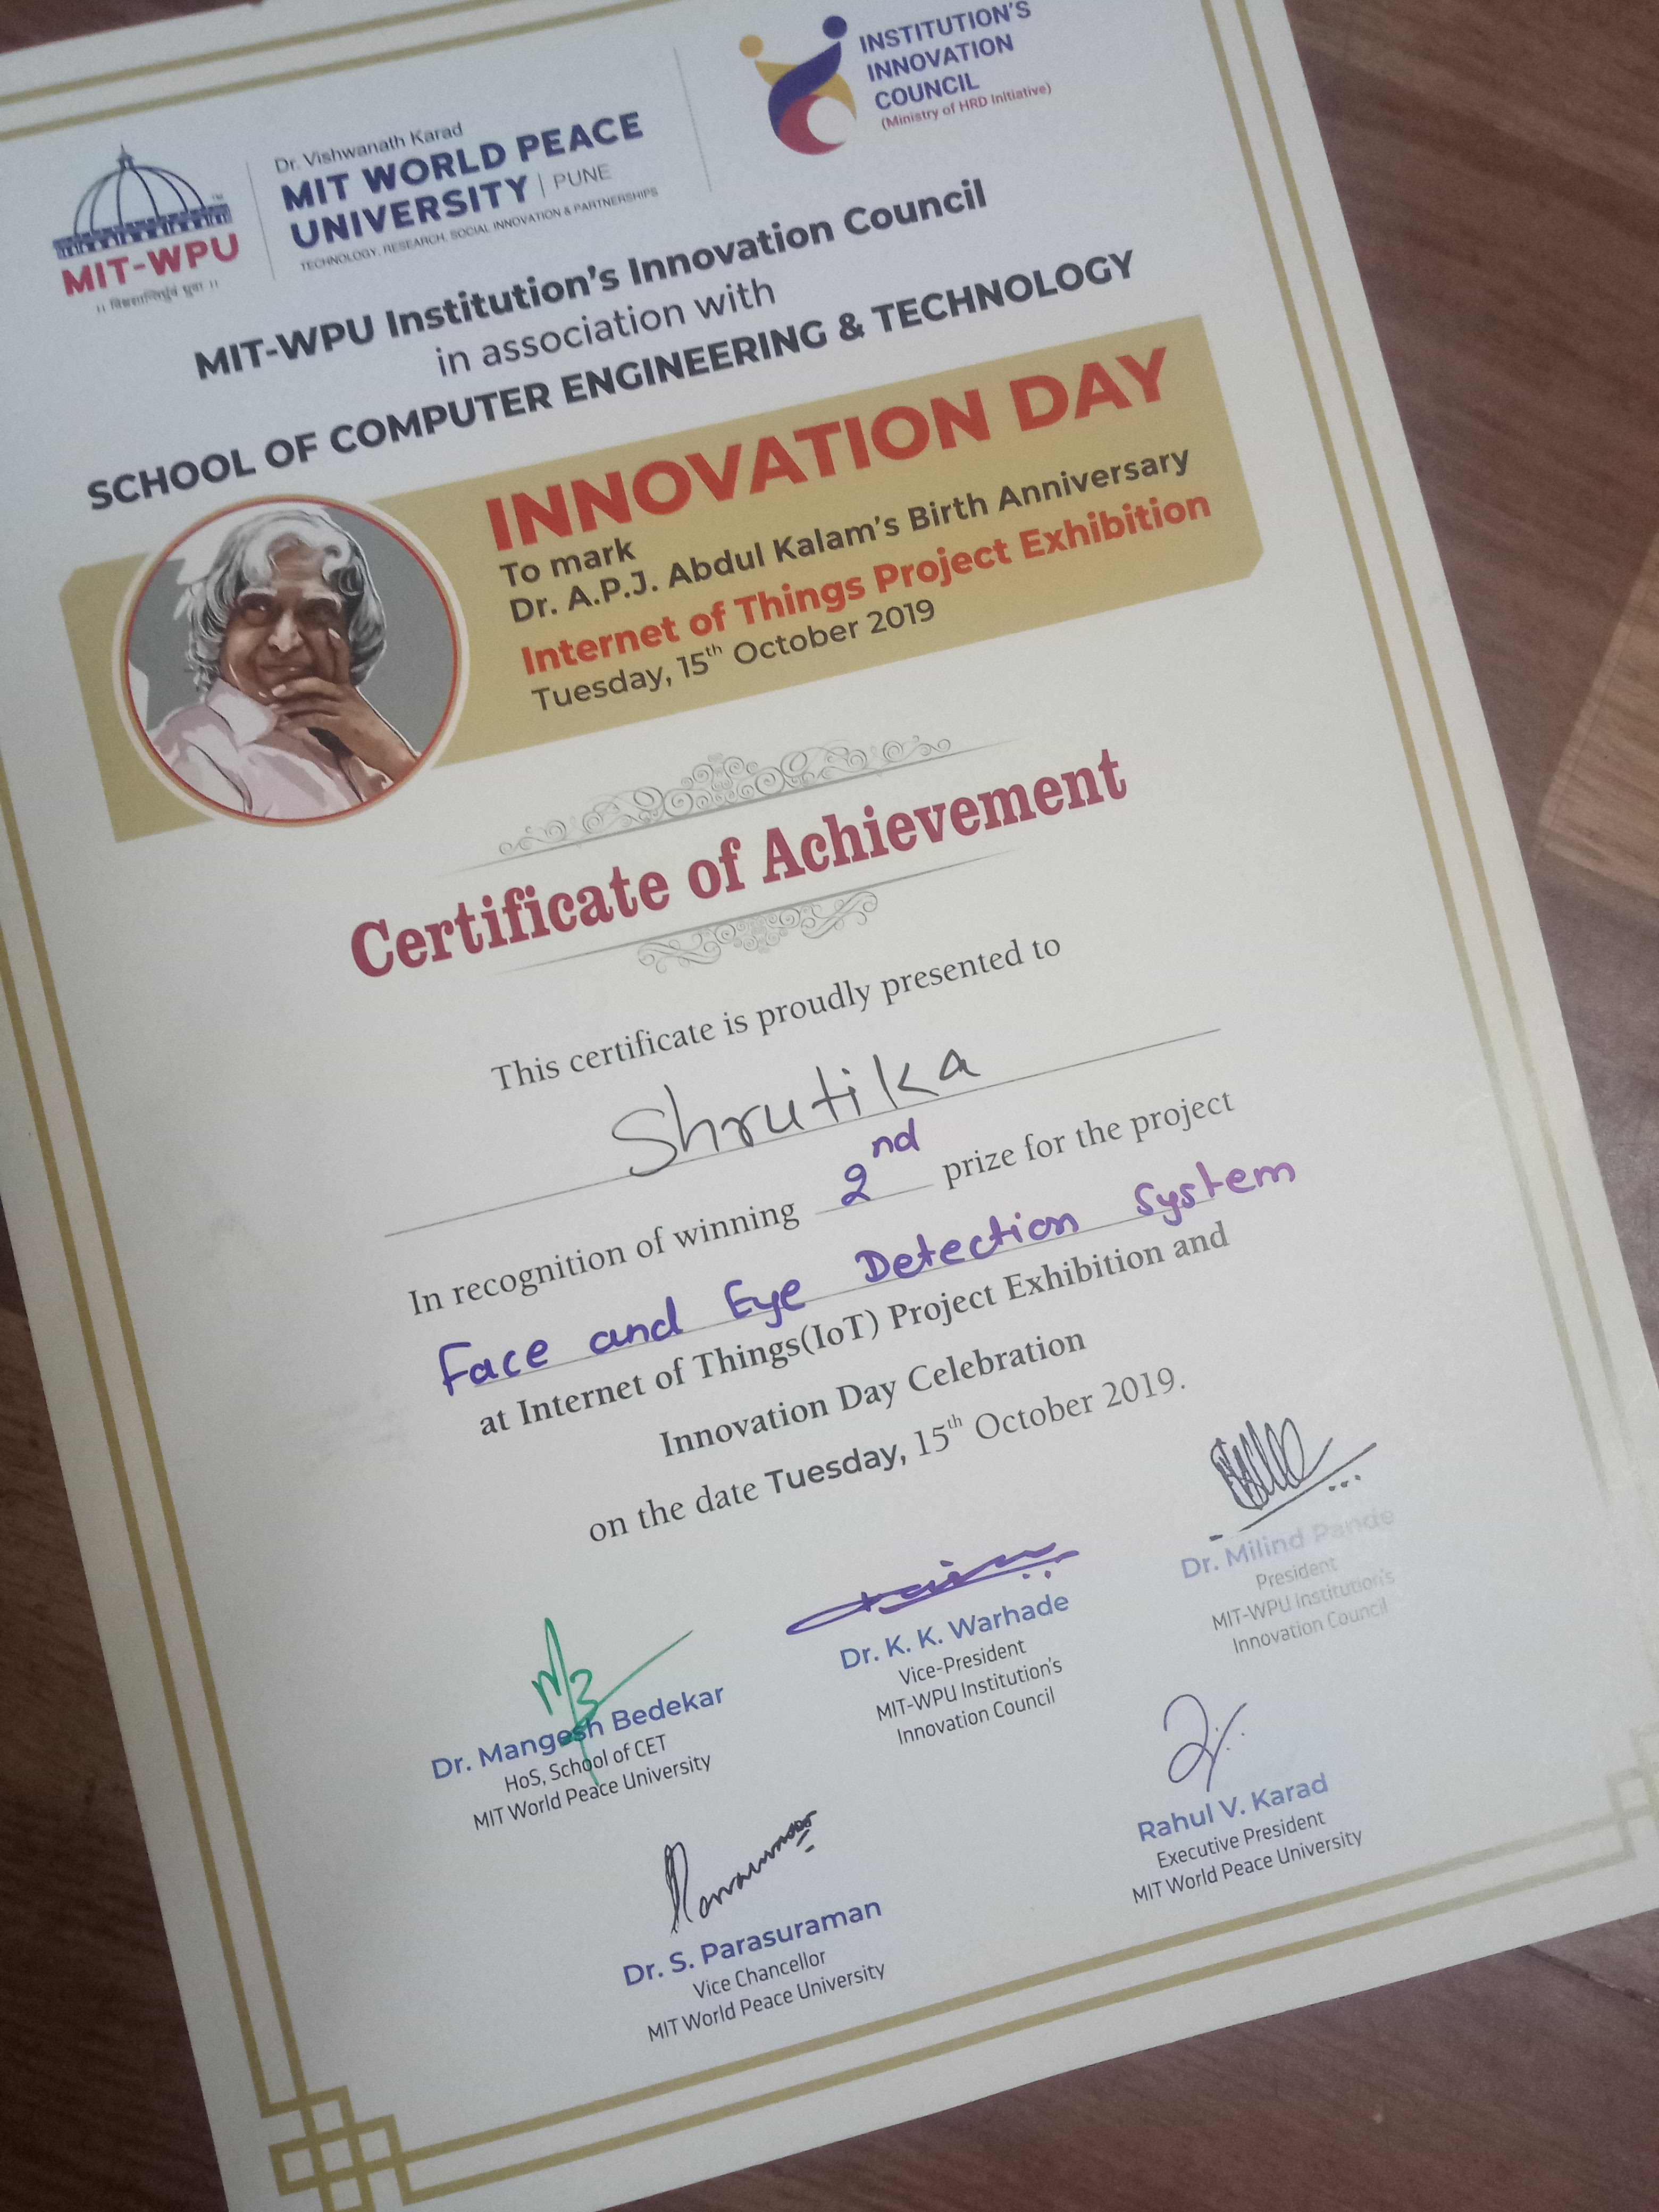 INSTITUTION'S
INNOVATION
COUNCIL
(Ministry of HRD Initiative)
Dr. Vishwanath Karad
MIT WORLD PEACE
UNIVERSITY | PUNE
TECHNOLOGY, RESEARCH, SOCIAL INNOVATION & PARTNERSHIPS
MIT-WPU
TM
MIT-WPU Institution's Innovation Council
in association with
SCHOOL OF COMPUTER ENGINEERING & TECHNOLOGY
INNOVATION DAY
To mark
Dr. A.P.J. Abdul Kalam's Birth Anniversary
Internet of Things Project Exhibition
Tuesday, 15th October 2019
Certificate of Achievement
This certificate is proudly presented to
Shrutika
In recognition of winning 2nd prize for the project
Face and Eye Detection System
at Internet of Things(IoT) Project Exhibition and
Innovation Day Celebration
on the date Tuesday, 15th October 2019.
Dr. Mangesh Bedekar
HoS, School of CET
MIT World Peace University
Dr. K. K. Warhade
Vice-President
MIT-WPU Institution's
Innovation Council
Dr. Milind Pande
President
MIT-WPU Institution's
Innovation Council
Dr. S. Parasuraman
Vice Chancellor
MIT World Peace University
Rahul V. Karad
Executive President
MIT World Peace University